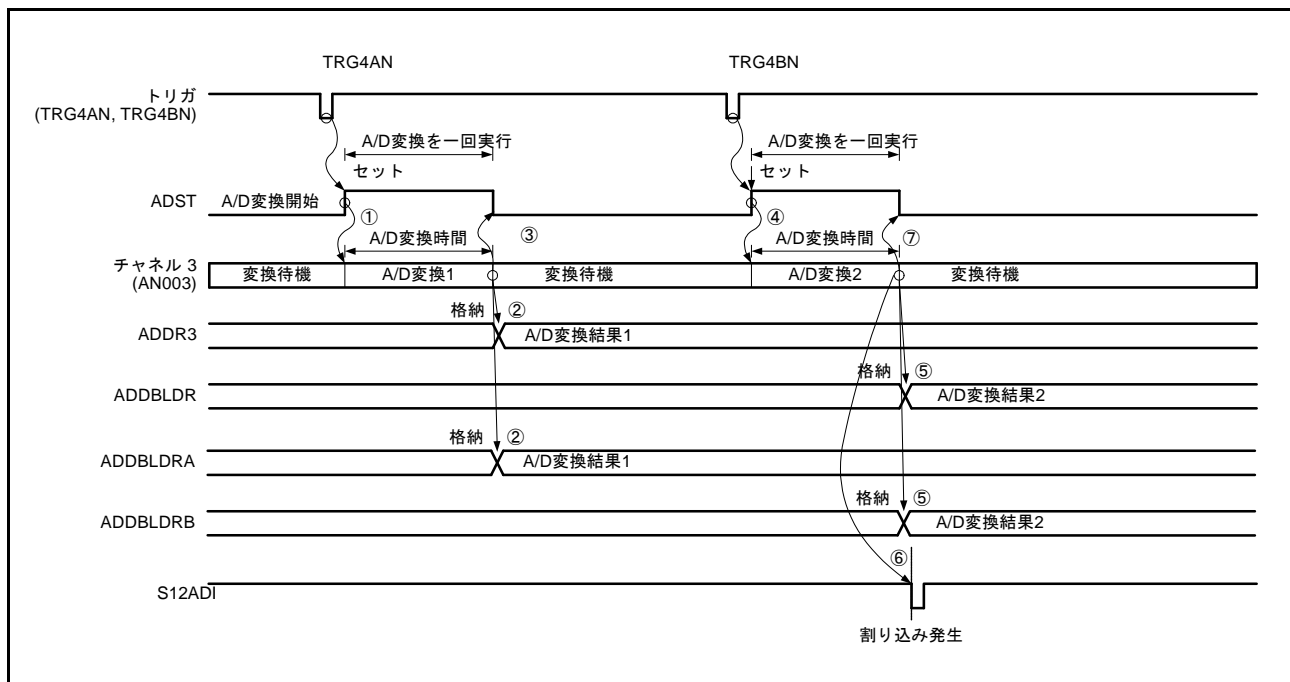 TRG4AN TRG4BN
トリガ
(TRG4AN, TRG4BN)
A/D変換を一回実行 A/D変換を一回実行
セット セット
ADST A/D変換開始 ① ④
A/D変換時間 ③ A/D変換時間 ⑦
チャネル 3
(AN003)
変換待機 A/D変換1 変換待機 A/D変換2 変換待機
格納 ②
ADDR3 A/D変換結果1
格納 ⑤
ADDBLDR A/D変換結果2
格納 ②
ADDBLDRA A/D変換結果1
格納 ⑤
ADDBLDRB A/D変換結果2
⑥
S12ADI
割り込み発生